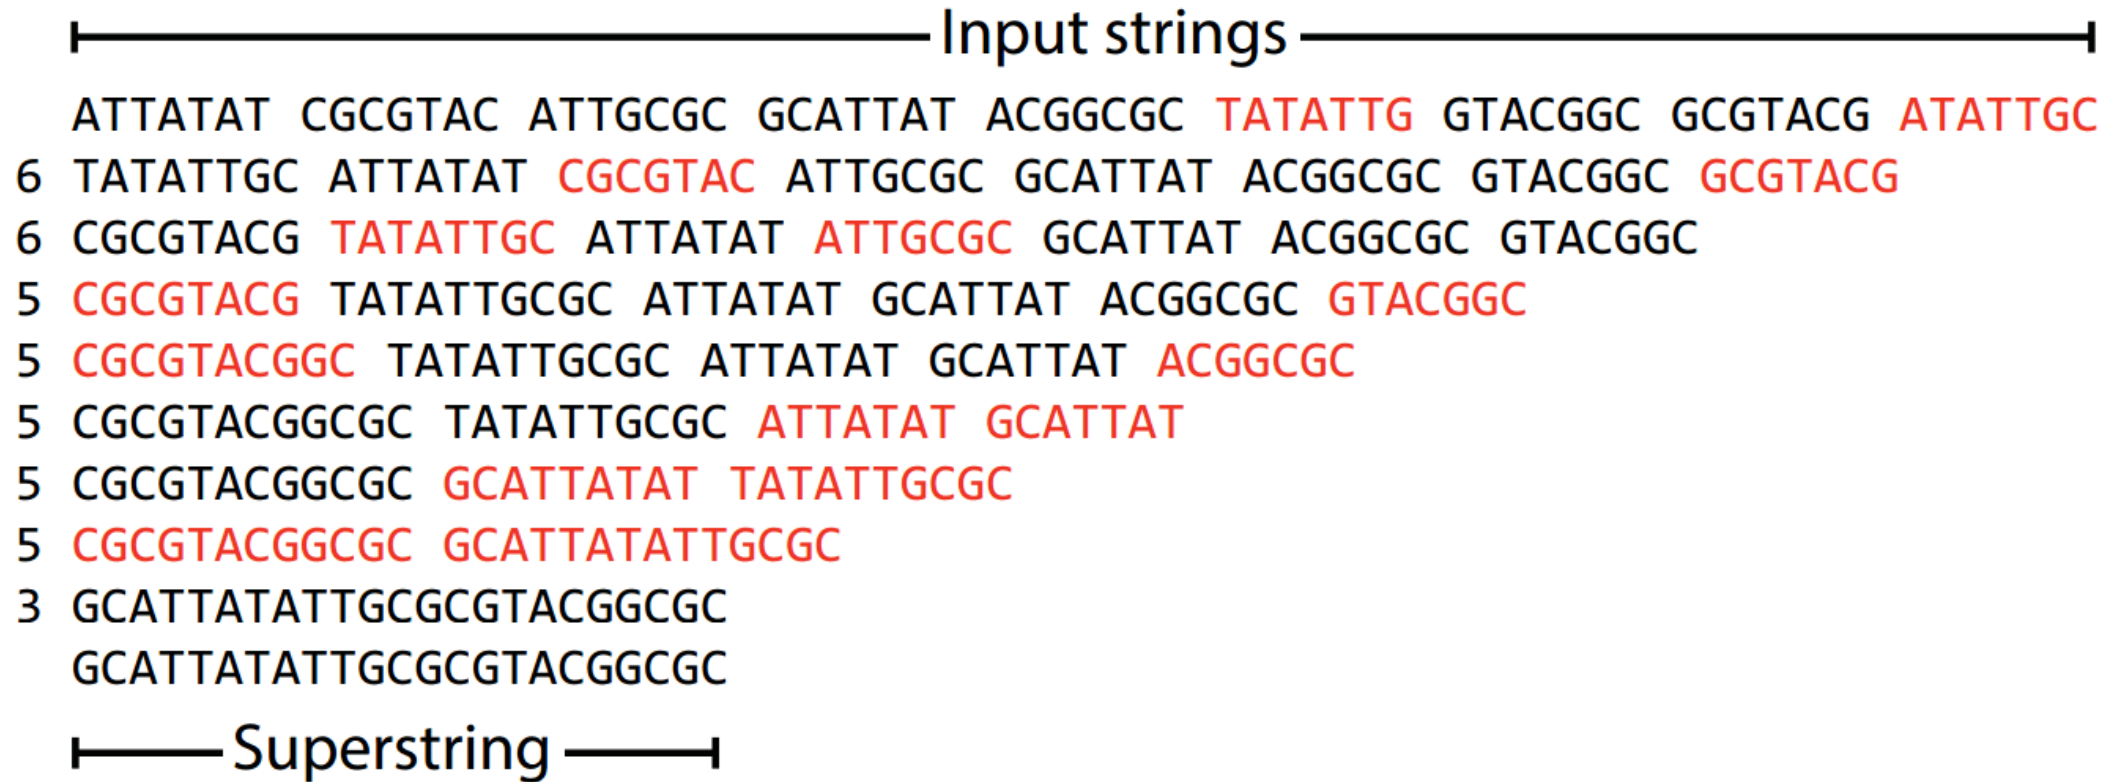 Input strings
ATTATAT CGCGTAC ATTGCGC GCATTAT ACGGCGC TATATTG GTACGGC GCGTACG ATATTGC
6 TATATTGC ATTATAT CGCGTAC ATTGCGC GCATTAT ACGGCGC GTACGGC GCGTACG
6 CGCGTACG TATATTGC ATTATAT ATTGCGC GCATTAT ACGGCGC GTACGGC
5 CGCGTACG TATATTGCGC ATTATAT GCATTAT ACGGCGC GTACGGC
5 CGCGTACGGC TATATTGCGC ATTATAT GCATTAT ACGGCGC
5 CGCGTACGGCGC TATATTGCGC ATTATAT GCATTAT
5 CGCGTACGGCGC GCATTATAT TATATTGCGC
5 CGCGTACGGCGC GCATTATATTGCGC
3 GCATTATATTGCGCGTACGGCGC
GCATTATATTGCGCGTACGGCGC
Superstring